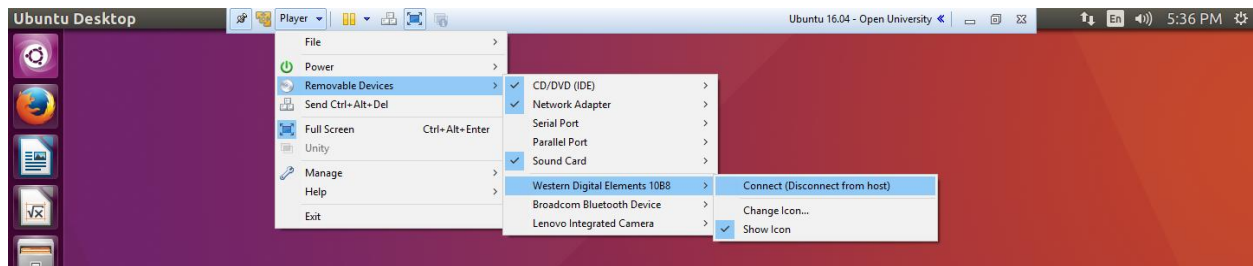 Ubuntu Desktop
Player
Ubuntu 16.04 - Open University
En
5:36 PM
File
Power
Removable Devices
Send Ctrl+Alt+Del
Full Screen Ctrl+Alt+Enter
Unity
Manage
Help
Exit
CD/DVD (IDE)
Network Adapter
Serial Port
Parallel Port
Sound Card
Western Digital Elements 10B8
Broadcom Bluetooth Device
Lenovo Integrated Camera
Connect (Disconnect from host)
Change Icon...
Show Icon